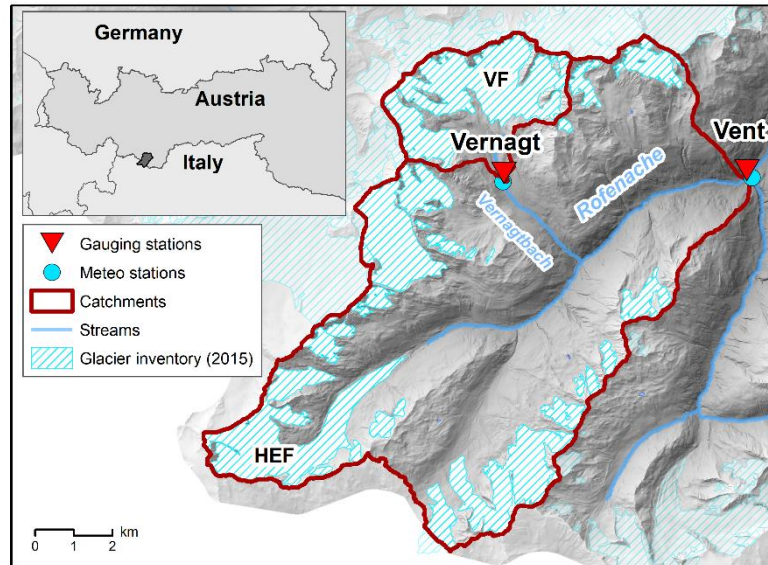 Germany
Austria
Italy
VF
Vernagt
Vent
Rofenache
Vernagtbach
Gauging stations
Meteo stations
Catchments
Streams
Glacier inventory (2015)
HEF
km
0 1 2